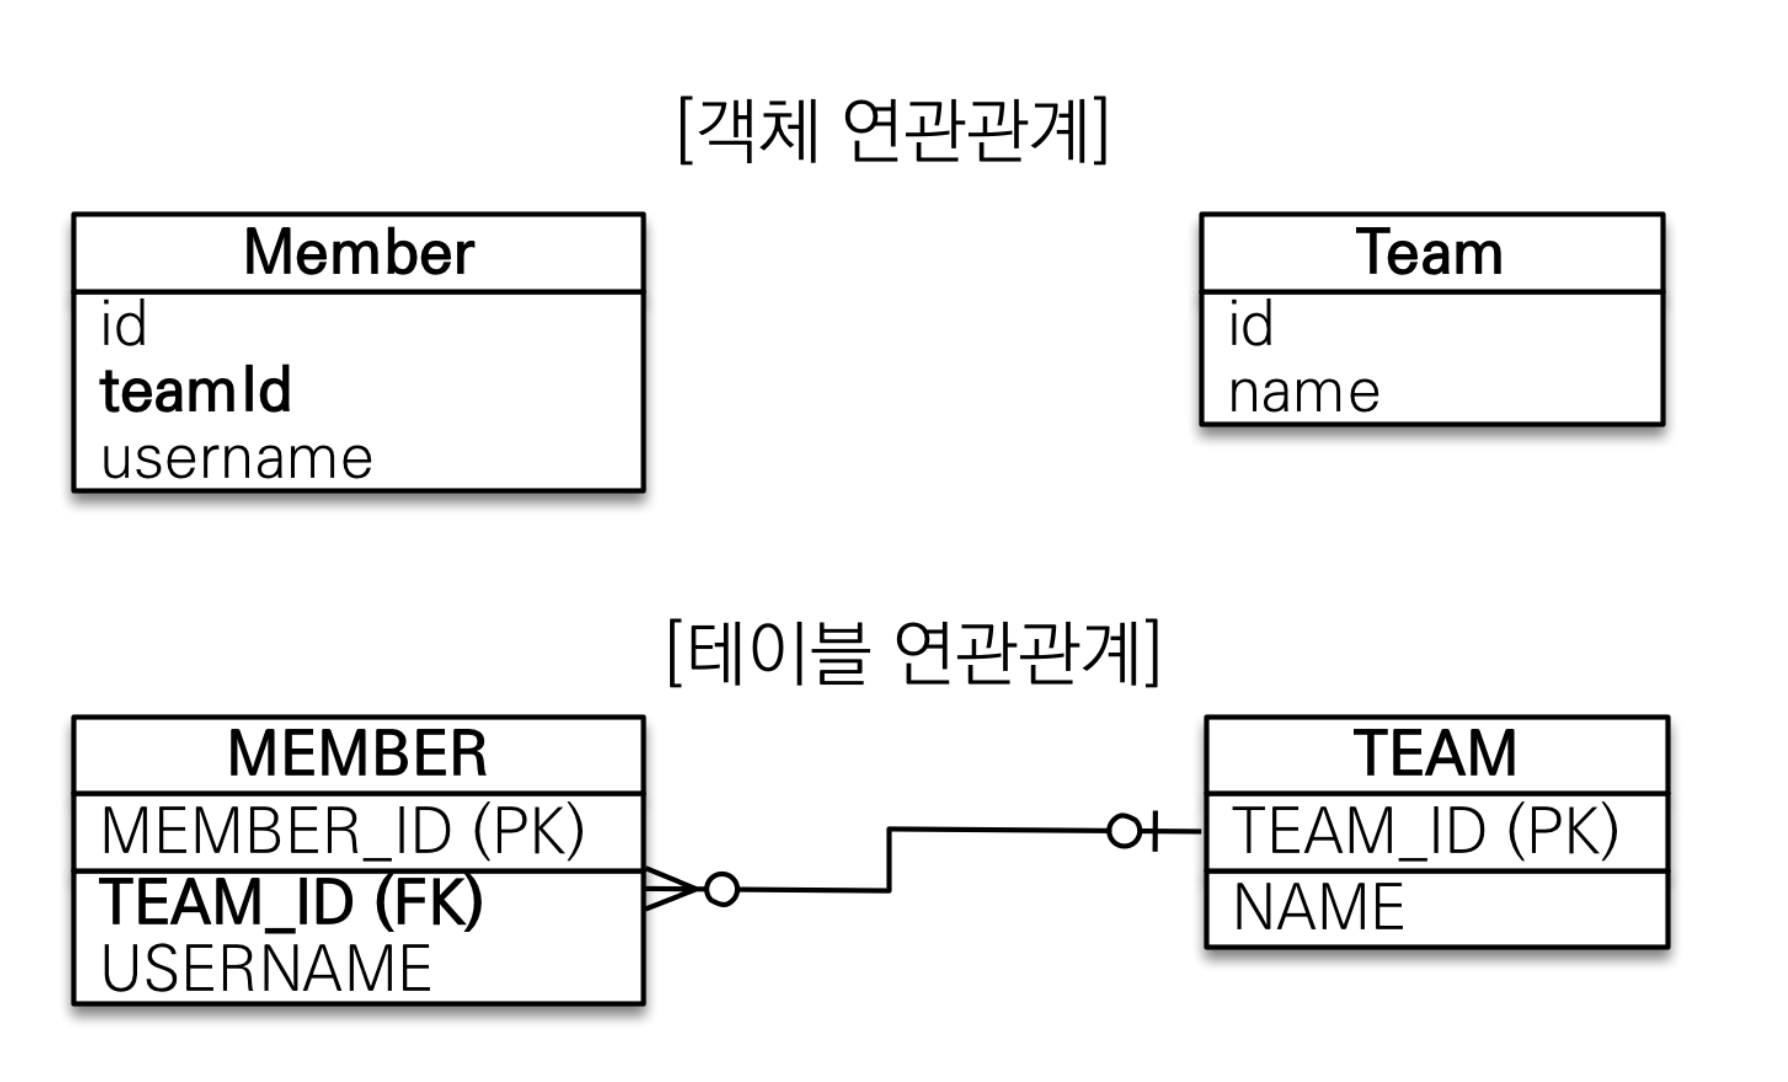 [객체 연관관계]
Member
id
teamId
username
Team
id
name
[테이블 연관관계]
MEMBER
MEMBER_ID (PK)
TEAM_ID (FK)
USERNAME
TEAM
TEAM_ID (PK)
NAME